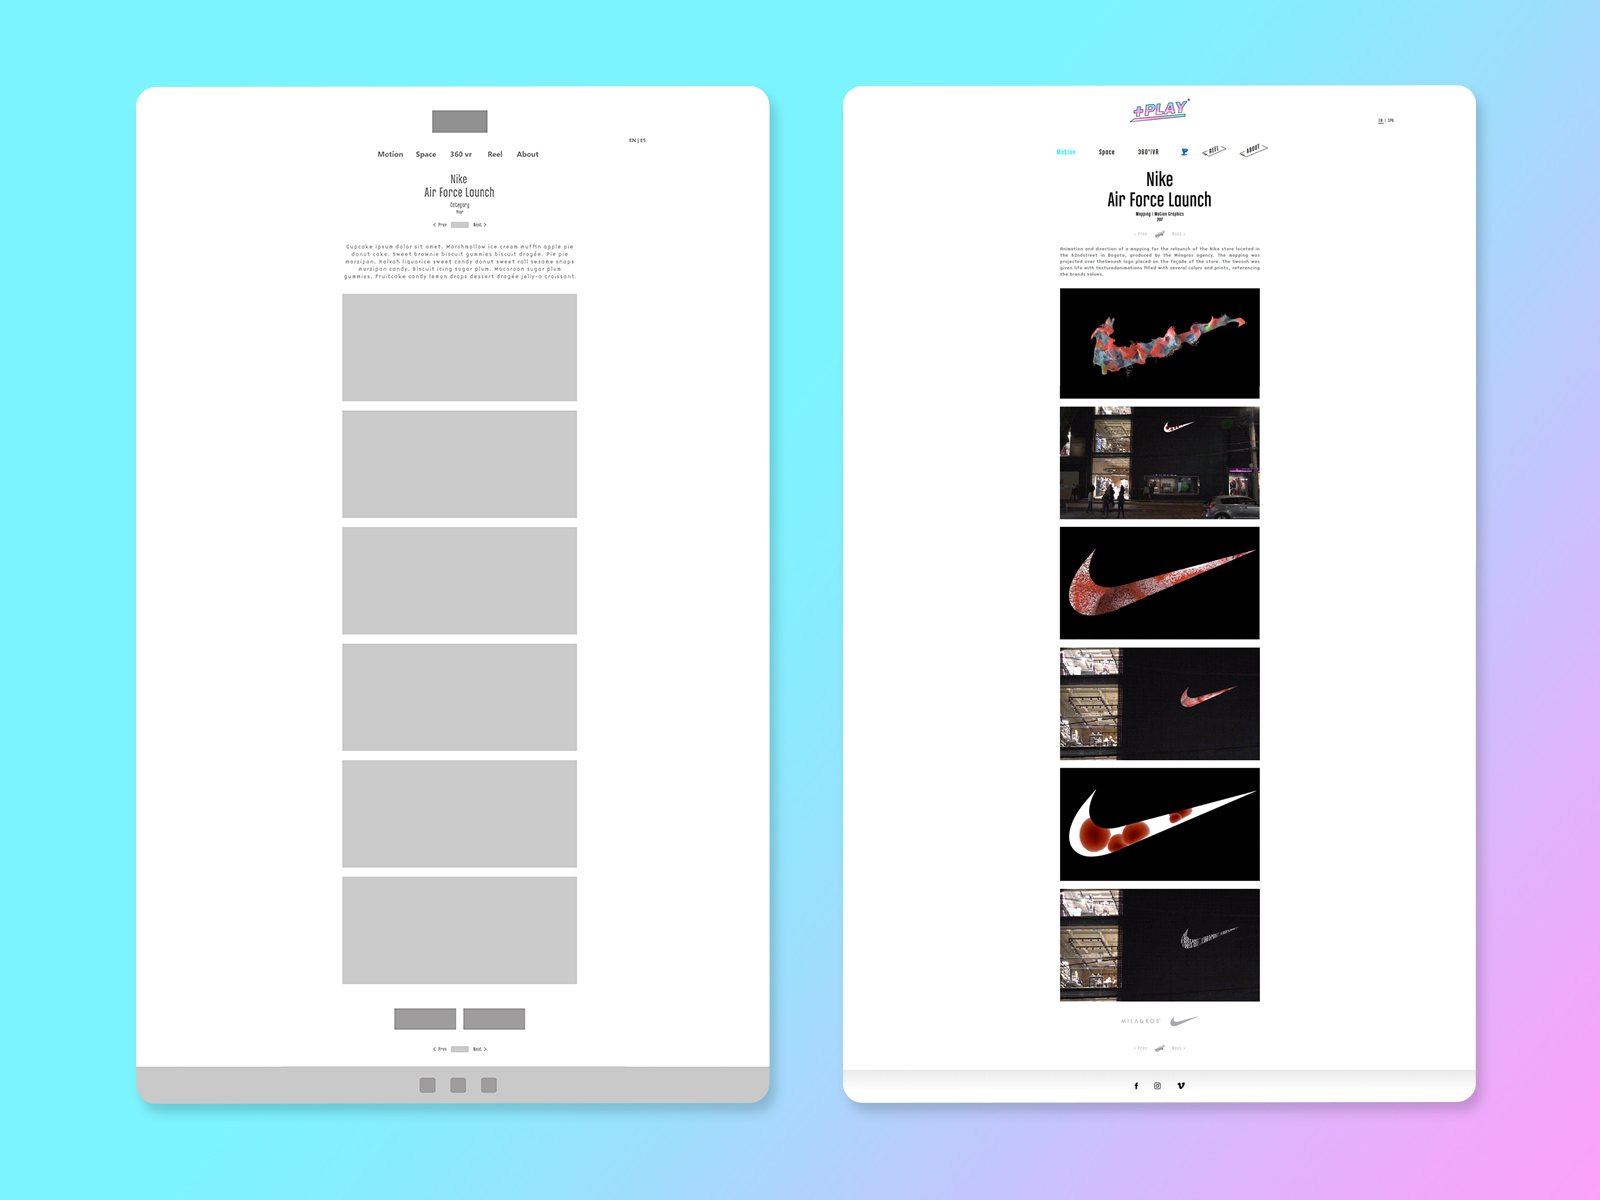 EN | ES
Motion Space 360 vr Reel About
Nike
Air Force Launch
Category
Year
< Prev Next >
Cupcake ipsum dolor sit amet. Marshmallow ice cream muffin apple pie
donut cake. Sweet brownie biscuit gummies biscuit dragée. Pie pie
marzipan. Halvah liquorice sweet candy donut sweet roll sesame snaps
marzipan candy. Biscuit icing sugar plum. Macaroon sugar plum
gummies. Fruitcake candy lemon drops dessert dragée jelly-o croissant.
< Prev Next >
+PLAY
EN | SPA
Motion Space 360°/VR REEL ABOUT
Nike
Air Force Launch
Mapping | Motion Graphics
2017
< Prev Next >
Animation and direction of a mapping for the relaunch of the Nike store located in
the 82ndstreet in Bogota, produced by the Milagros agency. The mapping was
projected over theSwoosh logo placed on the façade of the store. The Swoosh was
given life with texturedanimations filled with several colors and prints, referencing
the brands values.
MILAGROS
< Prev Next >